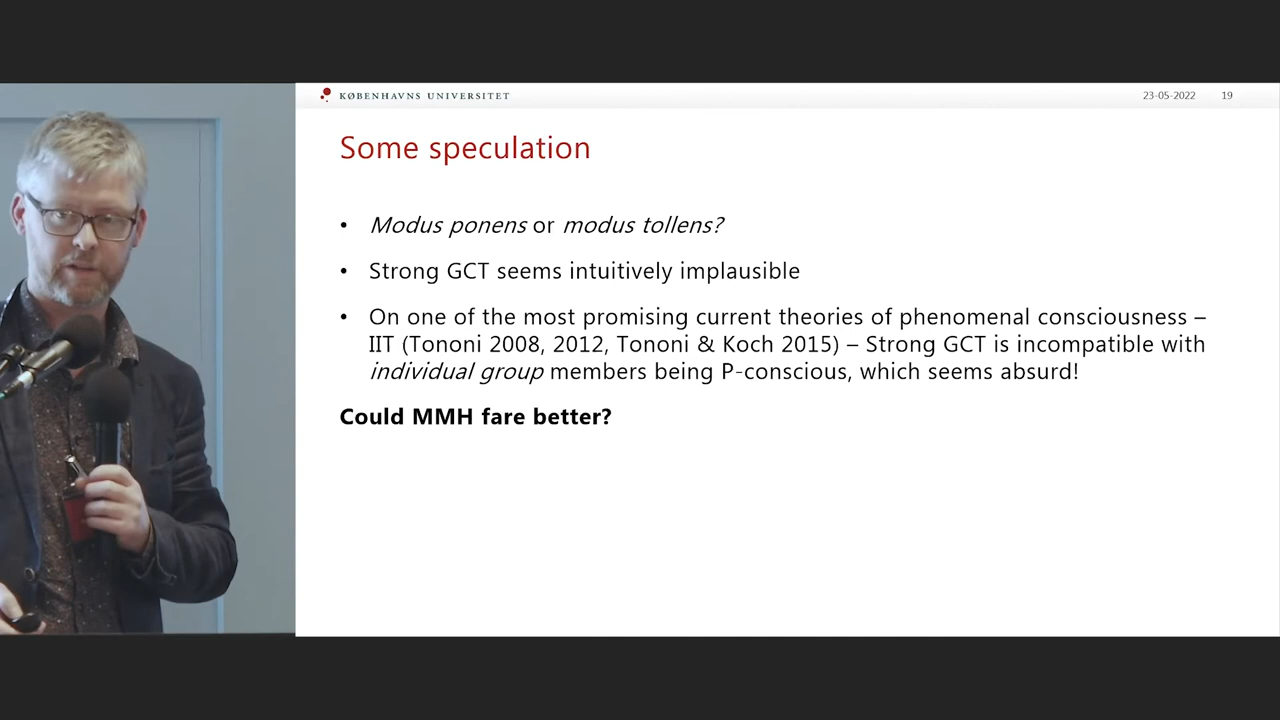 KØBENHAVNS UNIVERSITET
23-05-2022 19
Some speculation
• Modus ponens or modus tollens?
• Strong GCT seems intuitively implausible
• On one of the most promising current theories of phenomenal consciousness –
IIT (Tononi 2008, 2012, Tononi & Koch 2015) – Strong GCT is incompatible with
individual group members being P-conscious, which seems absurd!
Could MMH fare better?